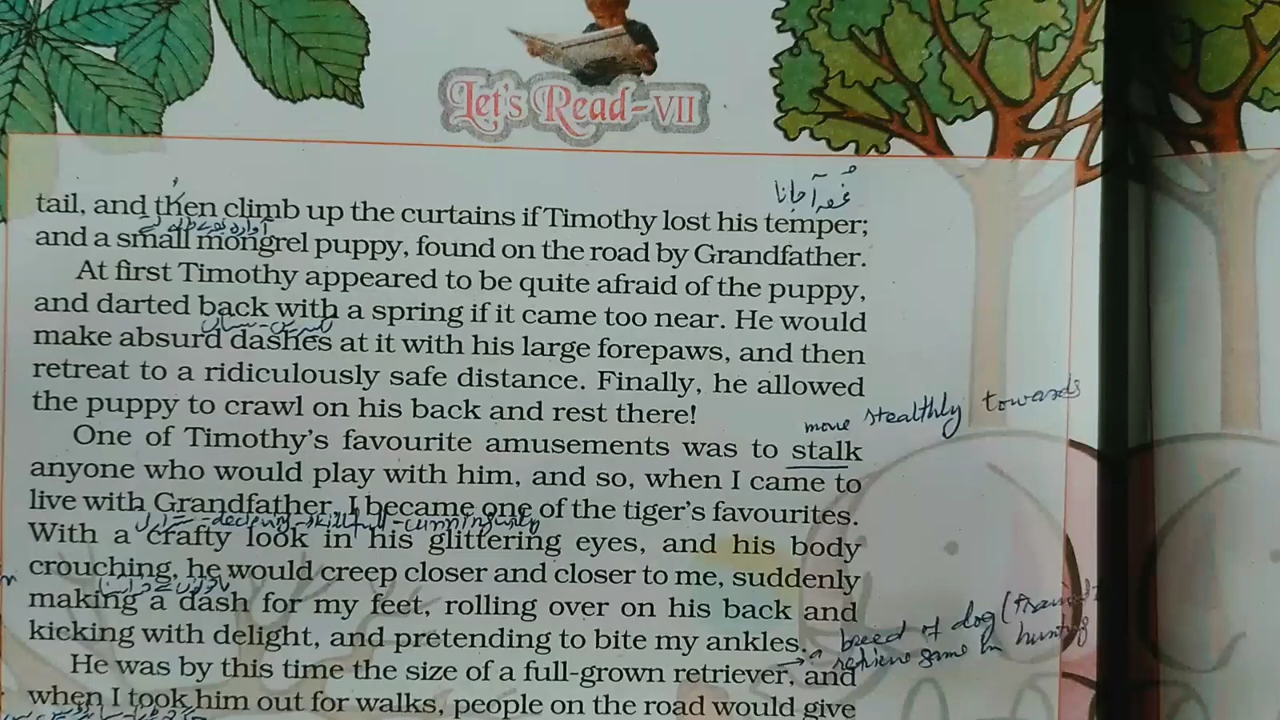 Let's Read–VII
غصہ آ جانا
tail, and then climb up the curtains if Timothy lost his temper;
and a small mongrel puppy, found on the road by Grandfather.
At first Timothy appeared to be quite afraid of the puppy,
and darted back with a spring if it came too near. He would
make absurd dashes at it with his large forepaws, and then
retreat to a ridiculously safe distance. Finally, he allowed
the puppy to crawl on his back and rest there!
move stealthly towards
One of Timothy's favourite amusements was to stalk
anyone who would play with him, and so, when I came to
live with Grandfather, I became one of the tiger's favourites.
skillful - cunningway
With a crafty look in his glittering eyes, and his body
crouching, he would creep closer and closer to me, suddenly
making a dash for my feet, rolling over on his back and
kicking with delight, and pretending to bite my ankles.
a breed of dog (
He was by this time the size of a full-grown retriever, and
retrieve game in hunting
when I took him out for walks, people on the road would give